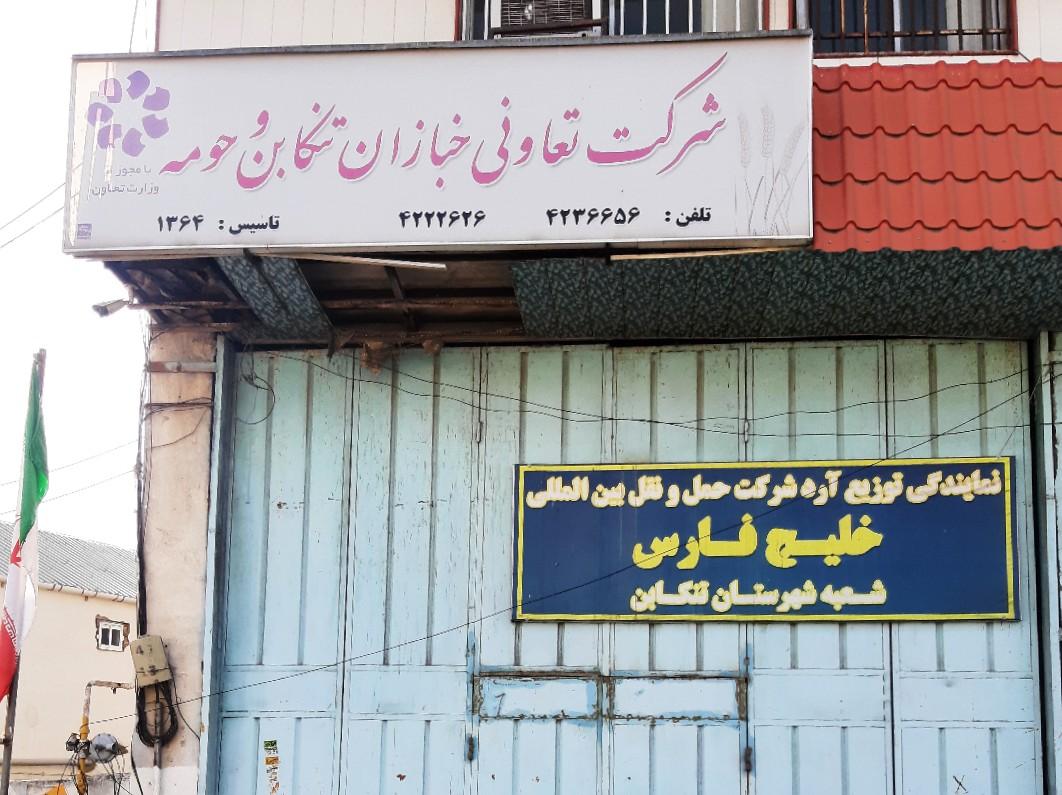 شرکت تعاونی خبازان تنکابن و حومه
با مجوز از
وزارت تعاون
تلفن : ۴۲۳۶۶۵۶ ۴۲۲۲۶۲۶ تاسیس : ۱۳۶۴
نمایندگی توزیع آرد شرکت حمل و نقل بین المللی
خلیج فارس
شعبه شهرستان تنکابن